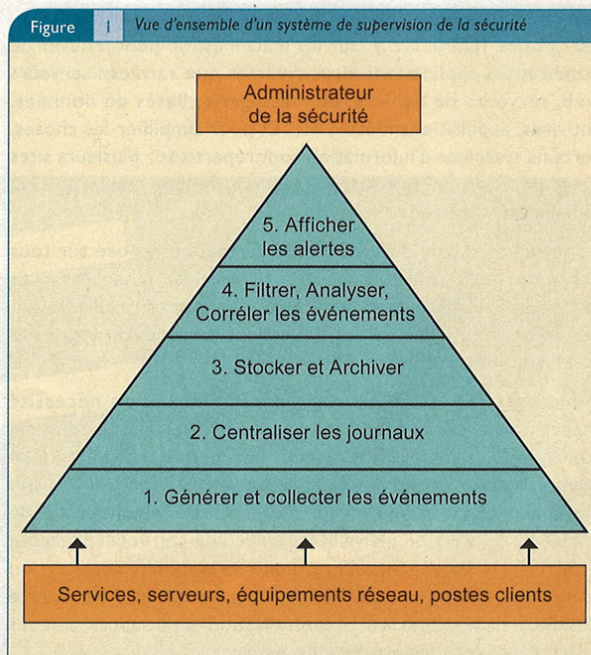 Figure 1 Vue d'ensemble d'un système de supervision de la sécurité
Administrateur
de la sécurité
5. Afficher
les alertes
4. Filtrer, Analyser,
Corréler les événements
3. Stocker et Archiver
2. Centraliser les journaux
1. Générer et collecter les événements
Services, serveurs, équipements réseau, postes clients